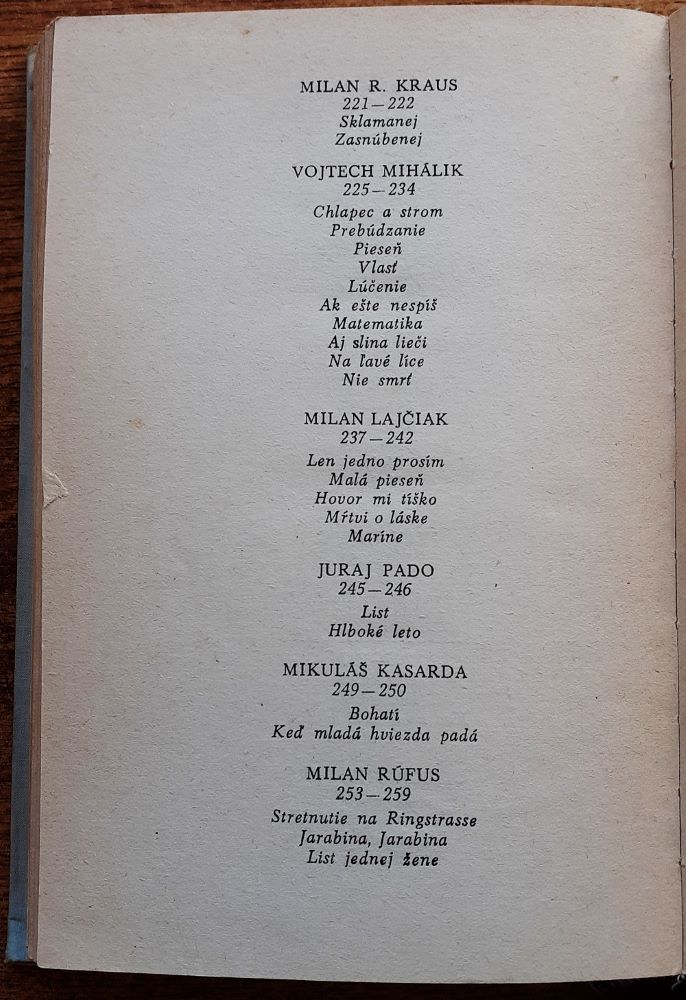 MILAN R. KRAUS
221—222
Sklamanej
Zasnúbenej
VOJTECH MIHÁLIK
225—234
Chlapec a strom
Prebúdzanie
Pieseň
Vlasť
Lúčenie
Ak ešte nespíš
Matematika
Aj slina lieči
Na ľavé líce
Nie smrť
MILAN LAJČIAK
237—242
Len jedno prosím
Malá pieseň
Hovor mi tíško
Mŕtvi o láske
Maríne
JURAJ PADO
245—246
List
Hlboké leto
MIKULÁŠ KASARDA
249—250
Bohatí
Keď mladá hviezda padá
MILAN RÚFUS
253—259
Stretnutie na Ringstrasse
Jarabina, Jarabina
List jednej žene